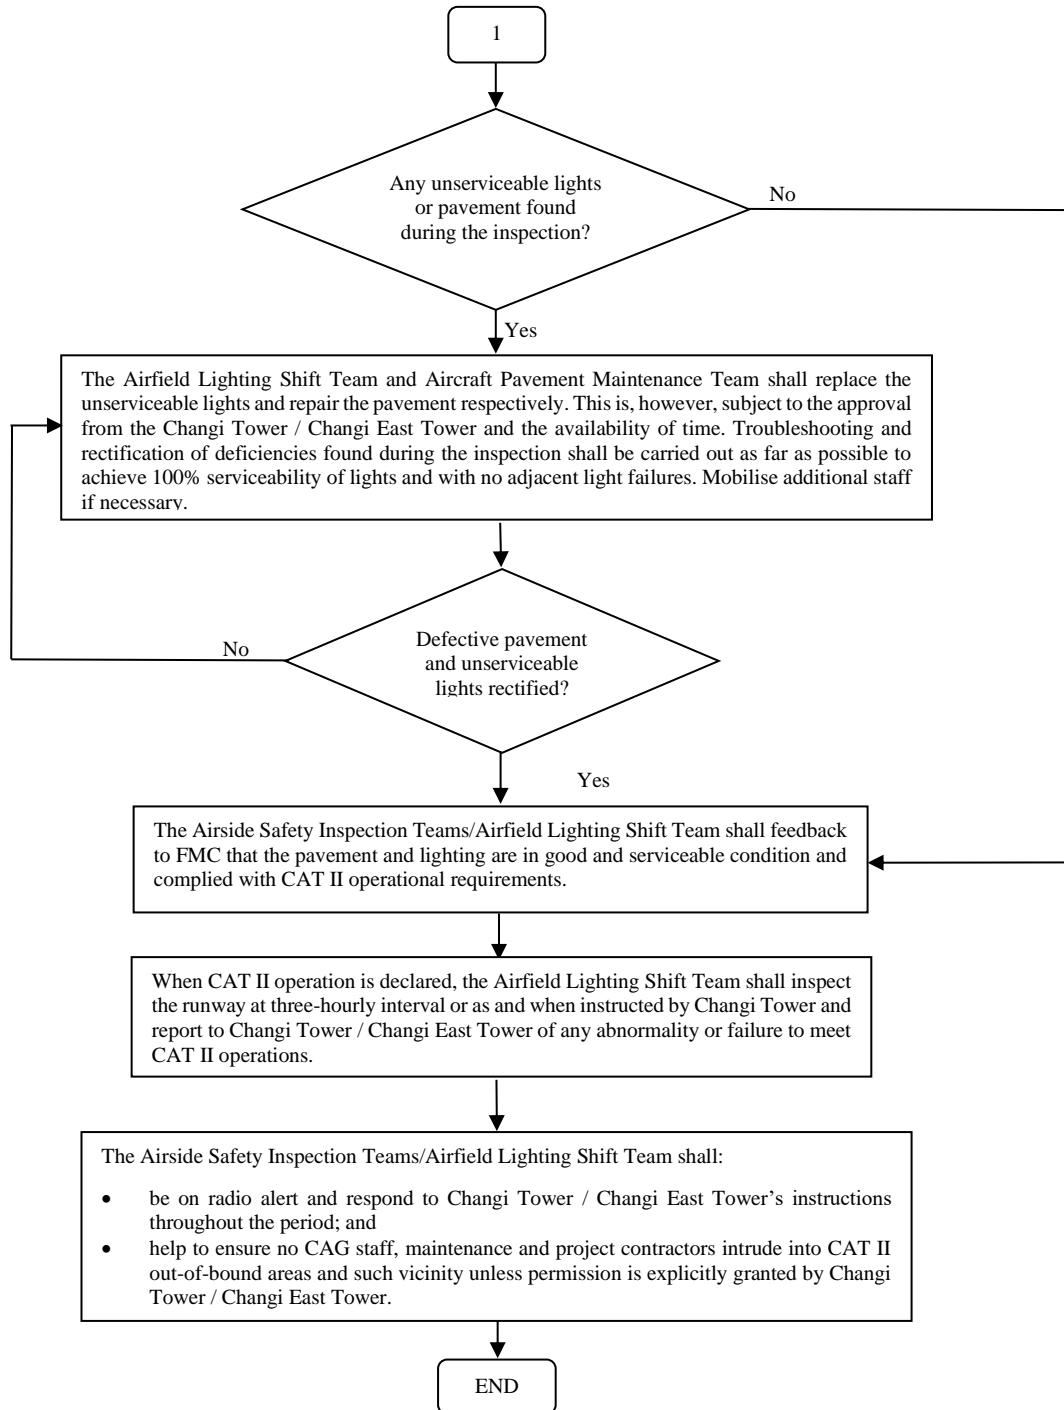 1
Any unserviceable lights
or pavement found
during the inspection?
No
Yes
The Airfield Lighting Shift Team and Aircraft Pavement Maintenance Team shall replace the
unserviceable lights and repair the pavement respectively. This is, however, subject to the approval
from the Changi Tower / Changi East Tower and the availability of time. Troubleshooting and
rectification of deficiencies found during the inspection shall be carried out as far as possible to
achieve 100% serviceability of lights and with no adjacent light failures. Mobilise additional staff
if necessary.
Defective pavement
and unserviceable
lights rectified?
No
Yes
The Airside Safety Inspection Teams/Airfield Lighting Shift Team shall feedback
to FMC that the pavement and lighting are in good and serviceable condition and
complied with CAT II operational requirements.
When CAT II operation is declared, the Airfield Lighting Shift Team shall inspect
the runway at three-hourly interval or as and when instructed by Changi Tower and
report to Changi Tower / Changi East Tower of any abnormality or failure to meet
CAT II operations.
The Airside Safety Inspection Teams/Airfield Lighting Shift Team shall:
• be on radio alert and respond to Changi Tower / Changi East Tower's instructions
throughout the period; and
• help to ensure no CAG staff, maintenance and project contractors intrude into CAT II
out-of-bound areas and such vicinity unless permission is explicitly granted by Changi
Tower / Changi East Tower.
END